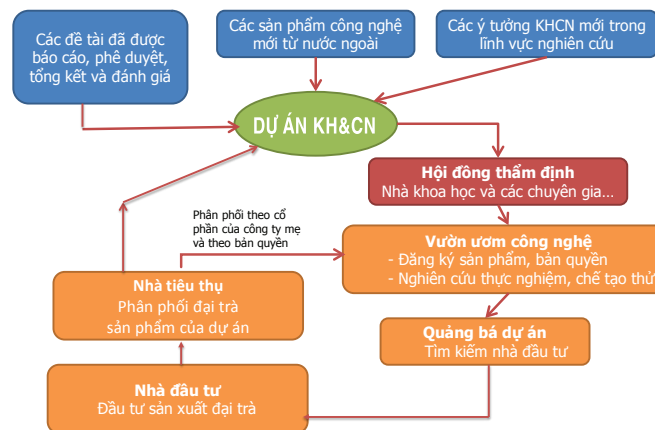 Các đề tài đã được
báo cáo, phê duyệt,
tổng kết và đánh giá
Các sản phẩm công nghệ
mới từ nước ngoài
Các ý tưởng KHCN mới trong
lĩnh vực nghiên cứu
DỰ ÁN KH&CN
Hội đồng thẩm định
Nhà khoa học và các chuyên gia...
Phân phối theo cổ
phần của công ty mẹ
và theo bản quyền
Vườn ươm công nghệ
- Đăng ký sản phẩm, bản quyền
- Nghiên cứu thực nghiệm, chế tạo thử
Nhà tiêu thụ
Phân phối đại trà
sản phẩm của dự án
Quảng bá dự án
Tìm kiếm nhà đầu tư
Nhà đầu tư
Đầu tư sản xuất đại trà